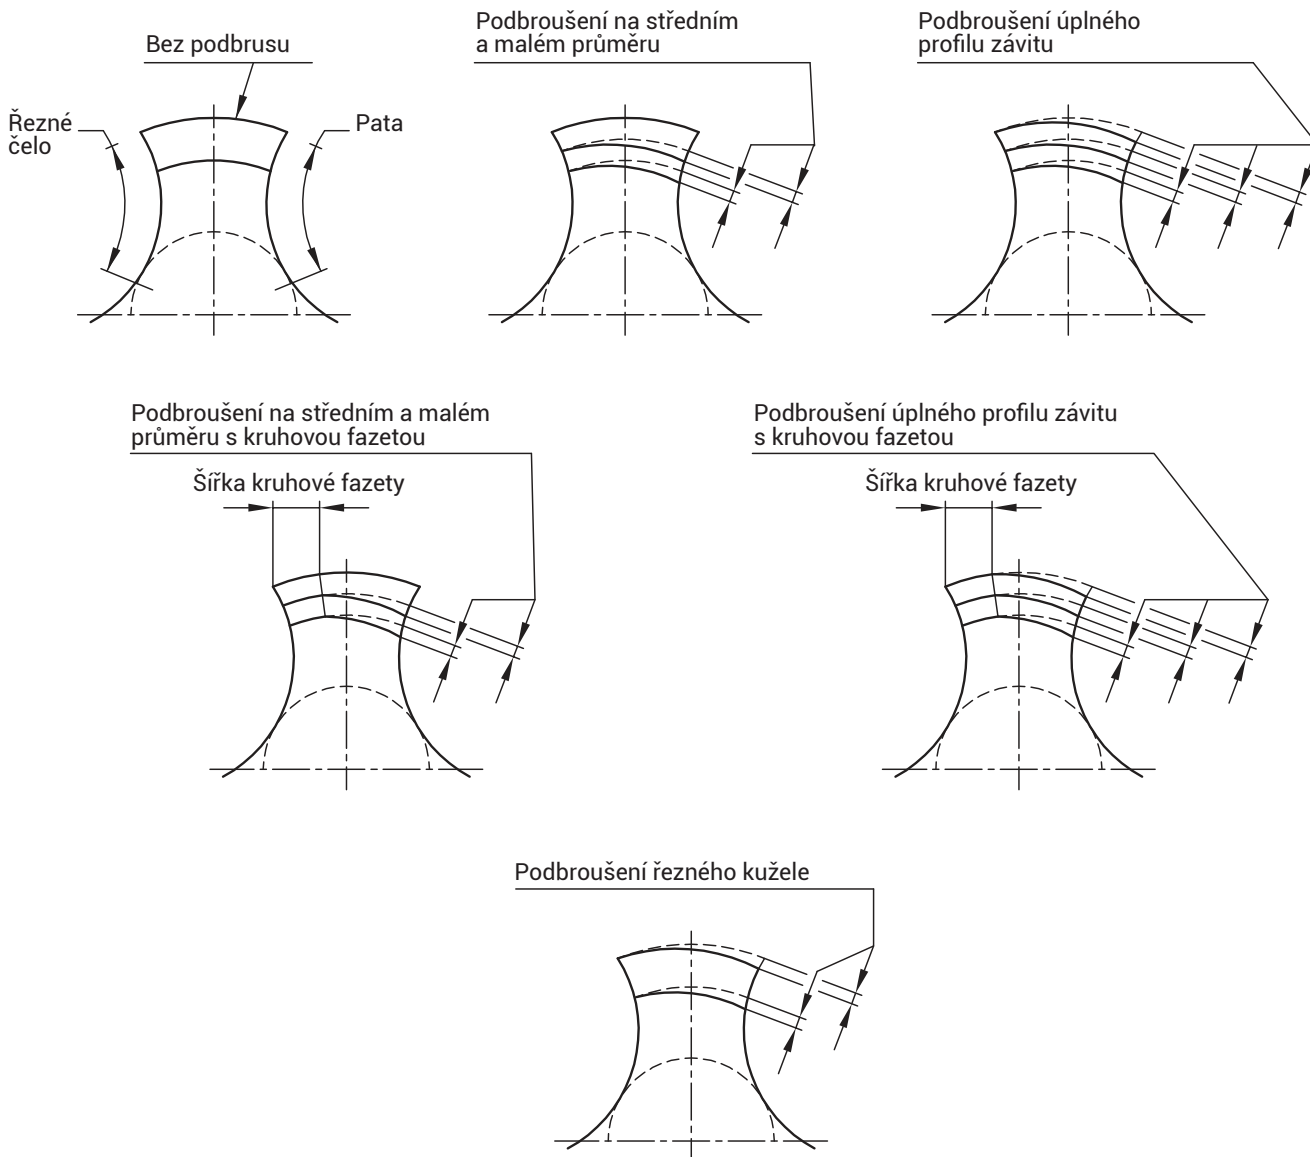 Bez podbrusu
Řezné
čelo
Pata
Podbroušení na středním
a malém průměru
Podbroušení úplného
profilu závitu
Podbroušení na středním a malém
průměru s kruhovou fazetou
Šířka kruhové fazety
Podbroušení úplného profilu závitu
s kruhovou fazetou
Šířka kruhové fazety
Podbroušení řezného kužele